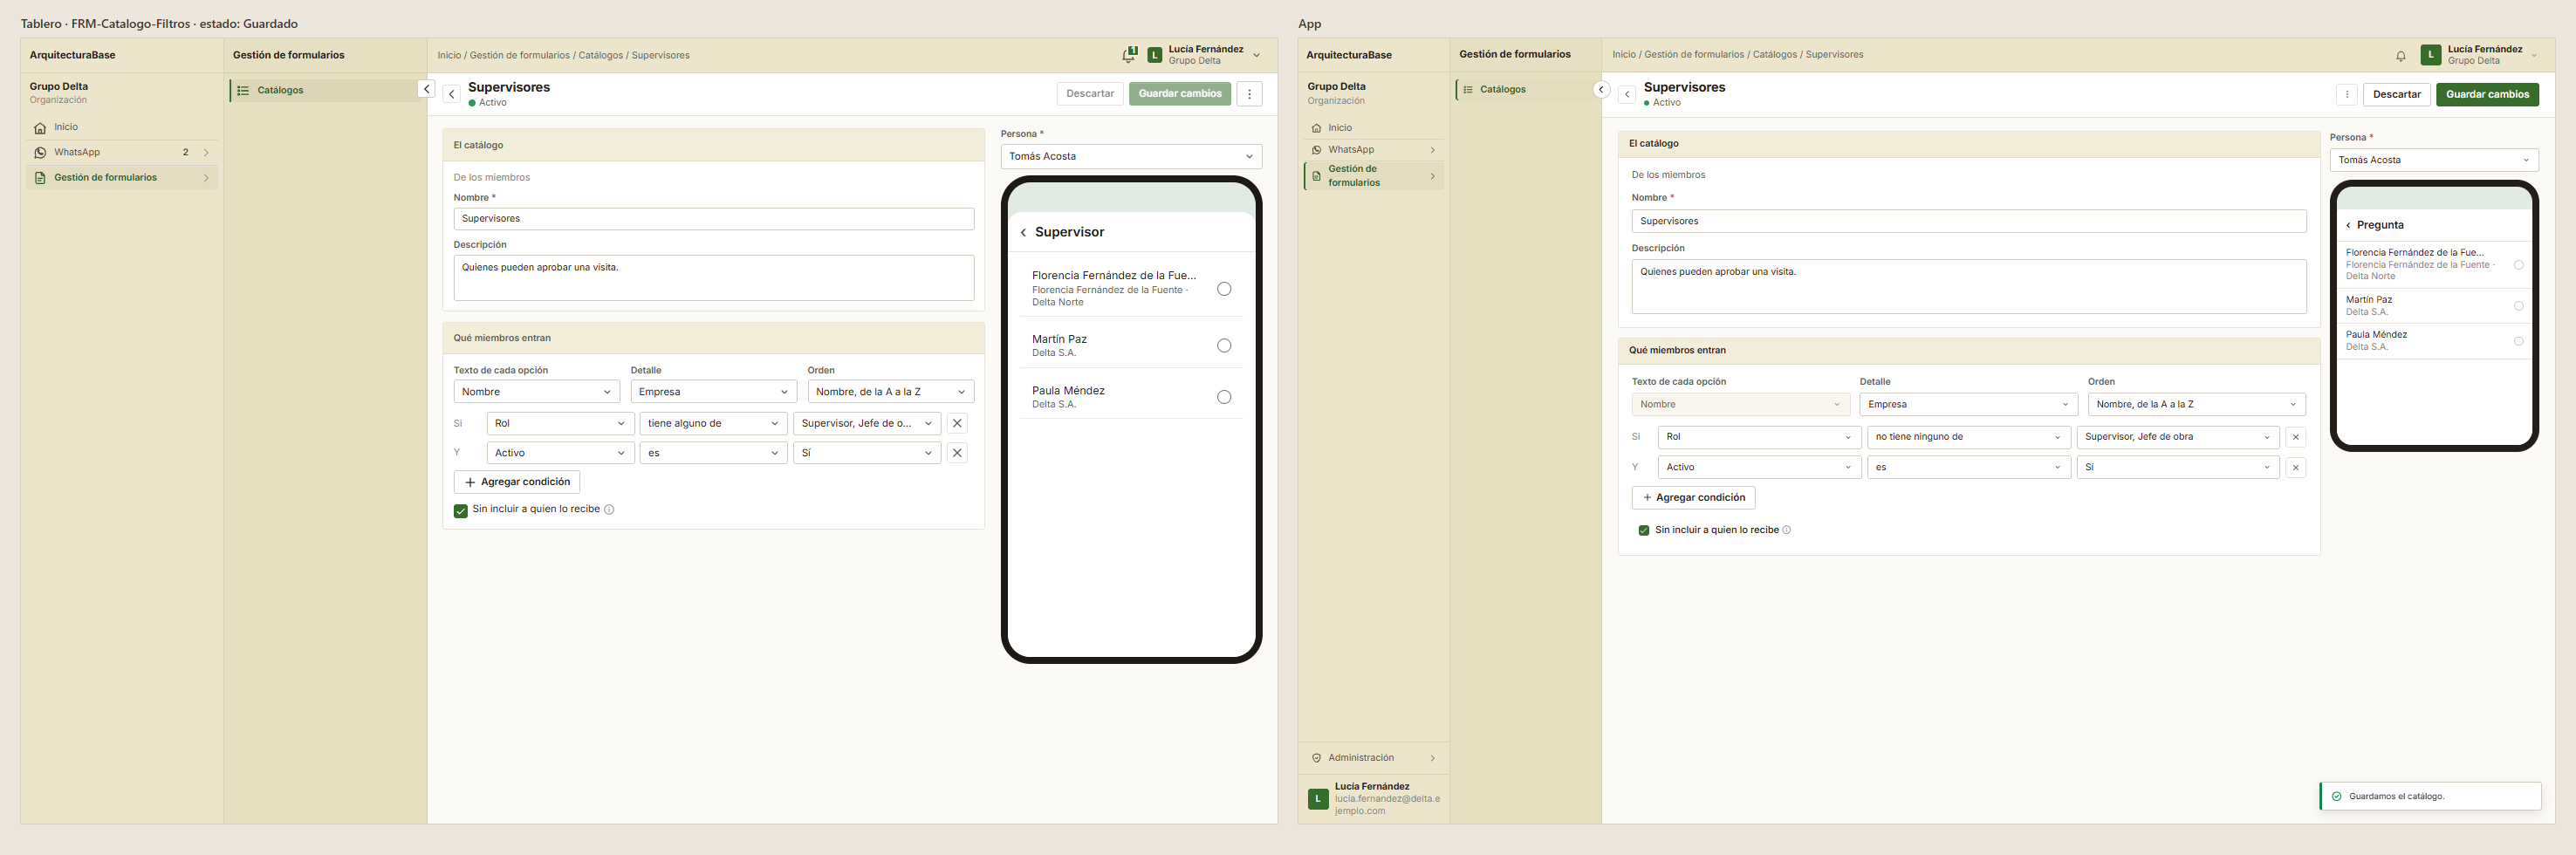 Tablero · FRM-Catalogo-Filtros · estado: Guardado
ArquitecturaBase
Gestión de formularios
Inicio / Gestión de formularios / Catálogos / Supervisores
1
L
Lucía Fernández
Grupo Delta
Grupo Delta
Organización
Inicio
WhatsApp 2
Gestión de formularios
Catálogos
Supervisores
Activo
Descartar
Guardar cambios
El catálogo
De los miembros
Nombre *
Supervisores
Descripción
Quienes pueden aprobar una visita.
Qué miembros entran
Texto de cada opción Detalle Orden
Nombre Empresa Nombre, de la A a la Z
Si Rol tiene alguno de Supervisor, Jefe de o...
Y Activo es Sí
Agregar condición
Sin incluir a quien lo recibe
Persona *
Tomás Acosta
Supervisor
Florencia Fernández de la Fue...
Florencia Fernández de la Fuente ·
Delta Norte
Martín Paz
Delta S.A.
Paula Méndez
Delta S.A.
App
ArquitecturaBase
Gestión de formularios
Inicio / Gestión de formularios / Catálogos / Supervisores
L
Lucía Fernández
Grupo Delta
Grupo Delta
Organización
Inicio
WhatsApp
Gestión de
formularios
Catálogos
Supervisores
Activo
Descartar
Guardar cambios
El catálogo
De los miembros
Nombre *
Supervisores
Descripción
Quienes pueden aprobar una visita.
Qué miembros entran
Texto de cada opción Detalle Orden
Nombre Empresa Nombre, de la A a la Z
Si Rol no tiene ninguno de Supervisor, Jefe de obra
Y Activo es Sí
Agregar condición
Sin incluir a quien lo recibe
Persona *
Tomás Acosta
Pregunta
Florencia Fernández de la Fue...
Florencia Fernández de la Fuente ·
Delta Norte
Martín Paz
Delta S.A.
Paula Méndez
Delta S.A.
Administración
L
Lucía Fernández
lucia.fernandez@delta.e
jemplo.com
Guardamos el catálogo.